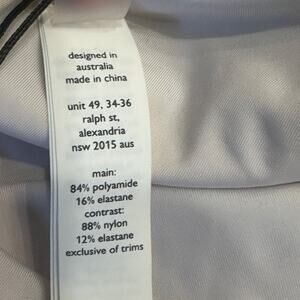 designed in
australia
made in china
unit 49, 34-36
ralph st,
alexandria
nsw 2015 aus
main:
84% polyamide
16% elastane
contrast:
88% nylon
12% elastane
exclusive of trims